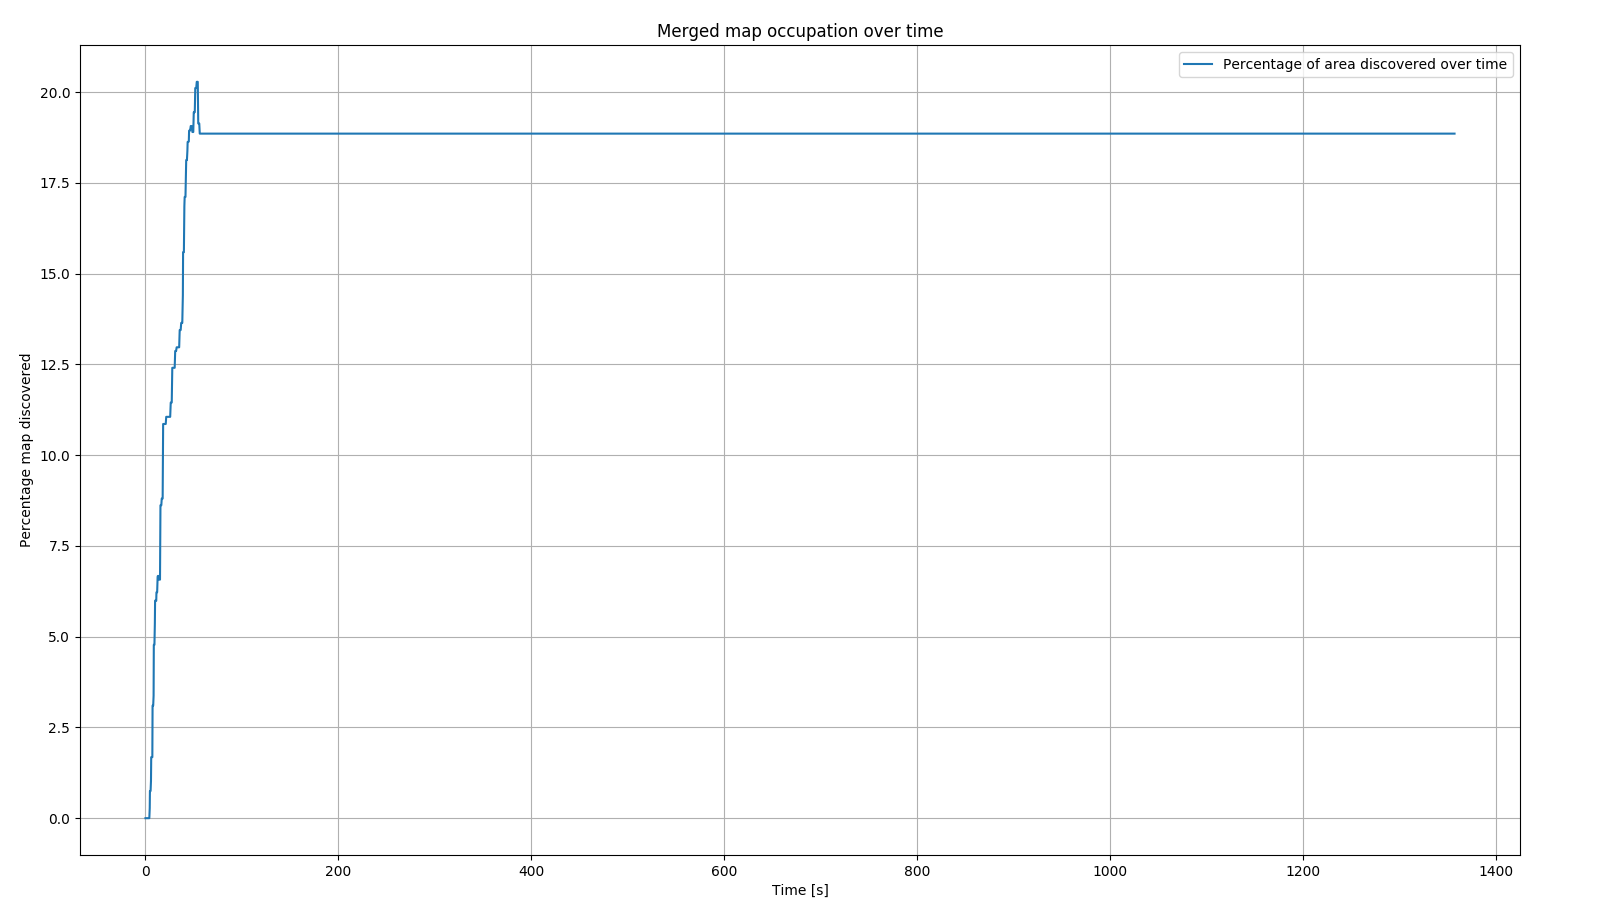 Merged map occupation over time
Percentage of area discovered over time
20.0
17.5
15.0
12.5
10.0
7.5
5.0
2.5
0.0
Percentage map discovered
0 200 400 600 800 1000 1200 1400
Time [s]